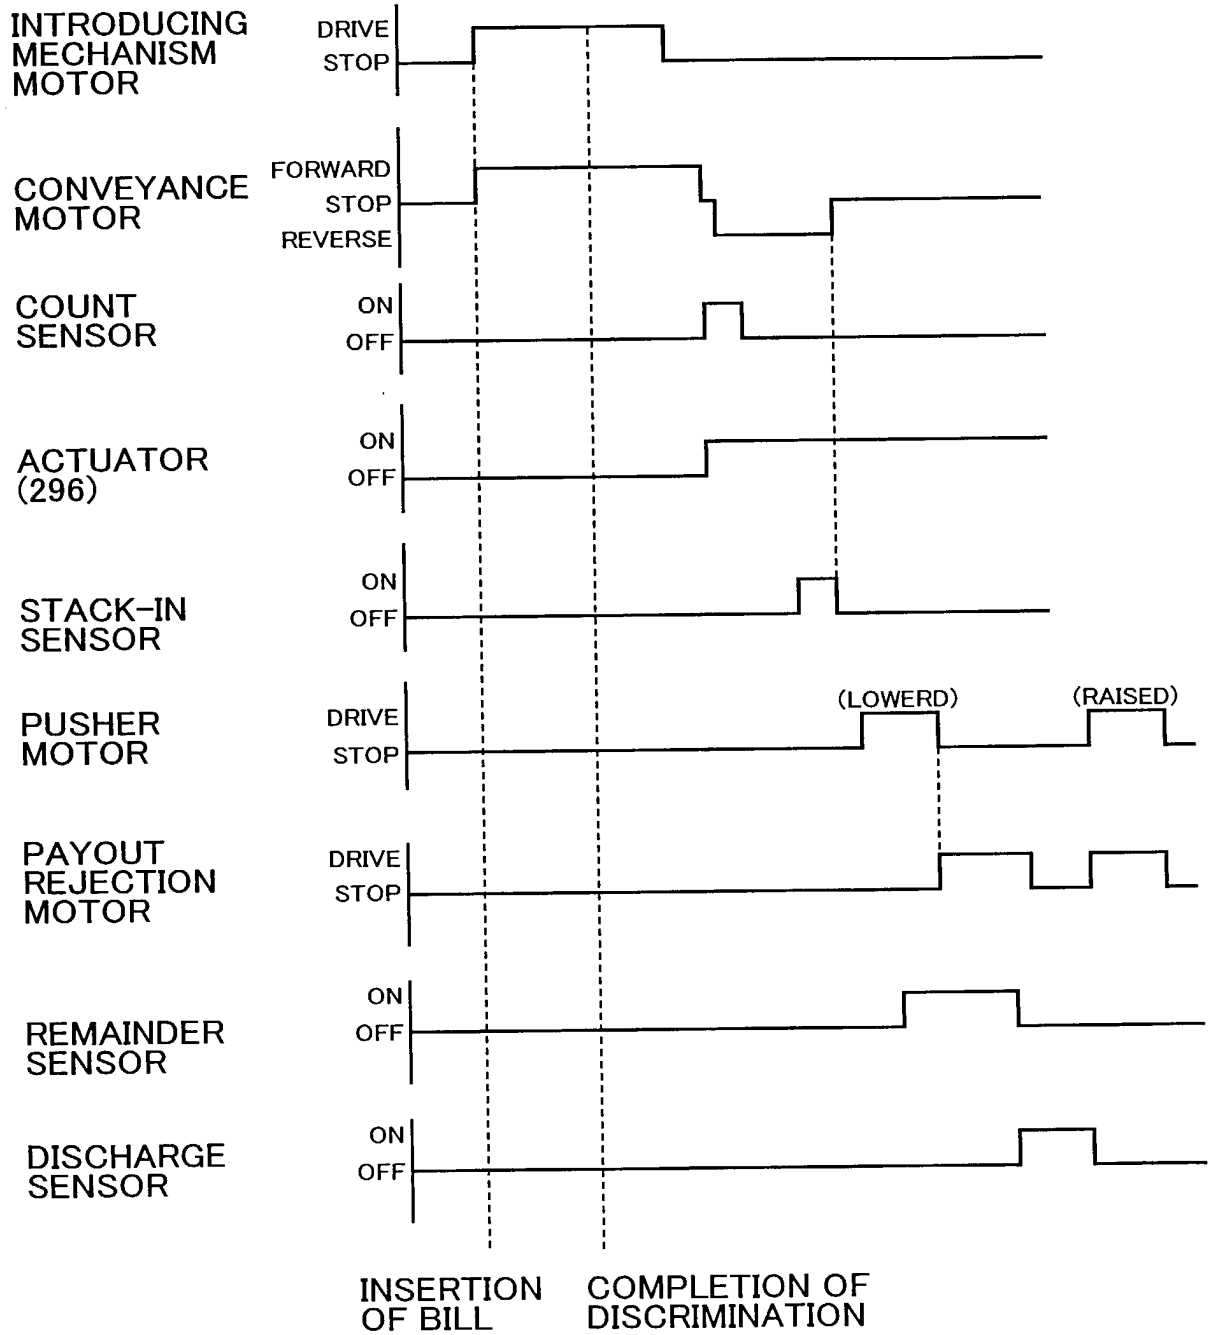 INTRODUCING
MECHANISM
MOTOR
DRIVE
STOP
CONVEYANCE
MOTOR
FORWARD
STOP
REVERSE
COUNT
SENSOR
ON
OFF
ACTUATOR
(296)
ON
OFF
STACK-IN
SENSOR
ON
OFF
PUSHER
MOTOR
DRIVE
STOP
(LOWERD)
(RAISED)
PAYOUT
REJECTION
MOTOR
DRIVE
STOP
REMAINDER
SENSOR
ON
OFF
DISCHARGE
SENSOR
ON
OFF
INSERTION
OF BILL
COMPLETION OF
DISCRIMINATION